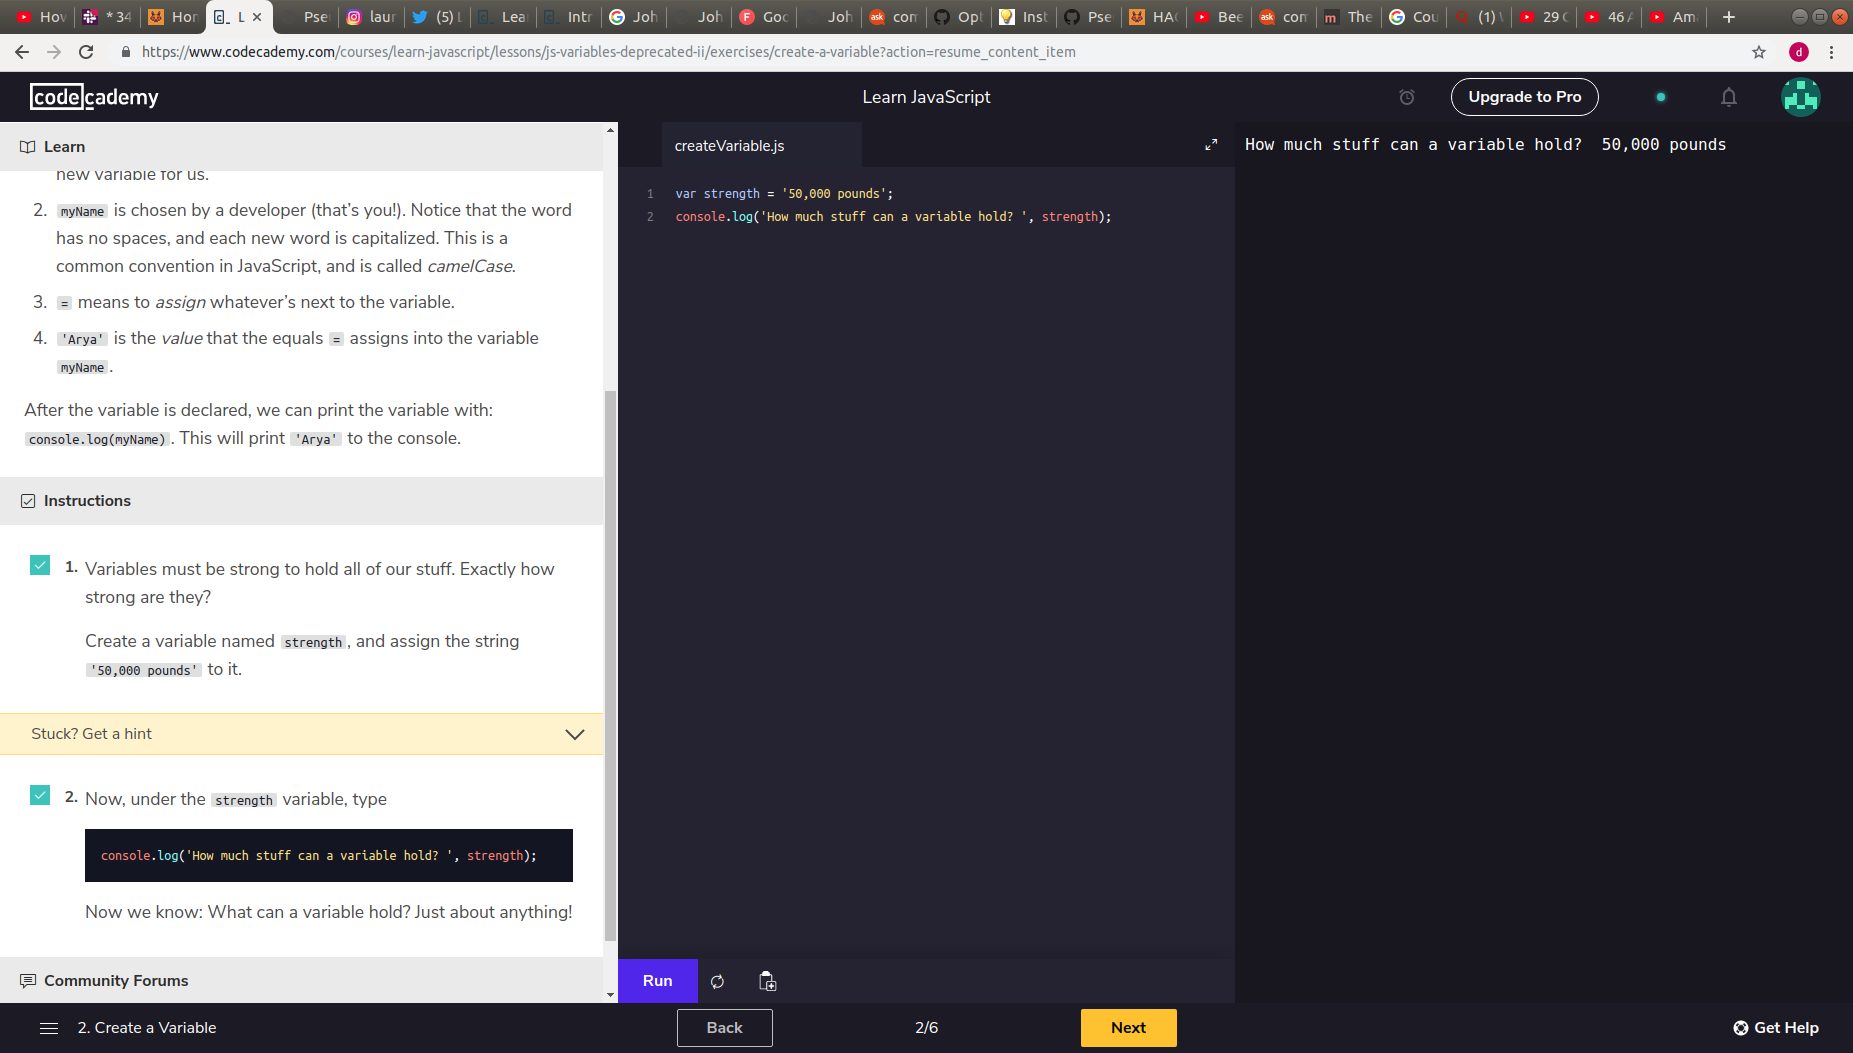 How
* 34
Hon
L
Pse
laur
(5) L
Lea
Intr
Joh
Joh
Goo
Joh
con
Opt
Inst
Pse
HAC
Bee
con
The
Cou
(1)
29
46
Am
https://www.codecademy.com/courses/learn-javascript/lessons/js-variables-deprecated-ii/exercises/create-a-variable?action=resume_content_item
d
codecademy
Learn JavaScript
Upgrade to Pro
Learn
new variable for us.
2. myName is chosen by a developer (that's you!). Notice that the word
has no spaces, and each new word is capitalized. This is a
common convention in JavaScript, and is called camelCase.
3. = means to assign whatever's next to the variable.
4. 'Arya' is the value that the equals = assigns into the variable
myName.
After the variable is declared, we can print the variable with:
console.log(myName). This will print 'Arya' to the console.
Instructions
1. Variables must be strong to hold all of our stuff. Exactly how
strong are they?
Create a variable named strength, and assign the string
'50,000 pounds' to it.
Stuck? Get a hint
2. Now, under the strength variable, type
console.log('How much stuff can a variable hold? ', strength);
Now we know: What can a variable hold? Just about anything!
Community Forums
createVariable.js
1 var strength = '50,000 pounds';
2 console.log('How much stuff can a variable hold? ', strength);
Run
How much stuff can a variable hold?  50,000 pounds
2. Create a Variable
Back
2/6
Next
Get Help